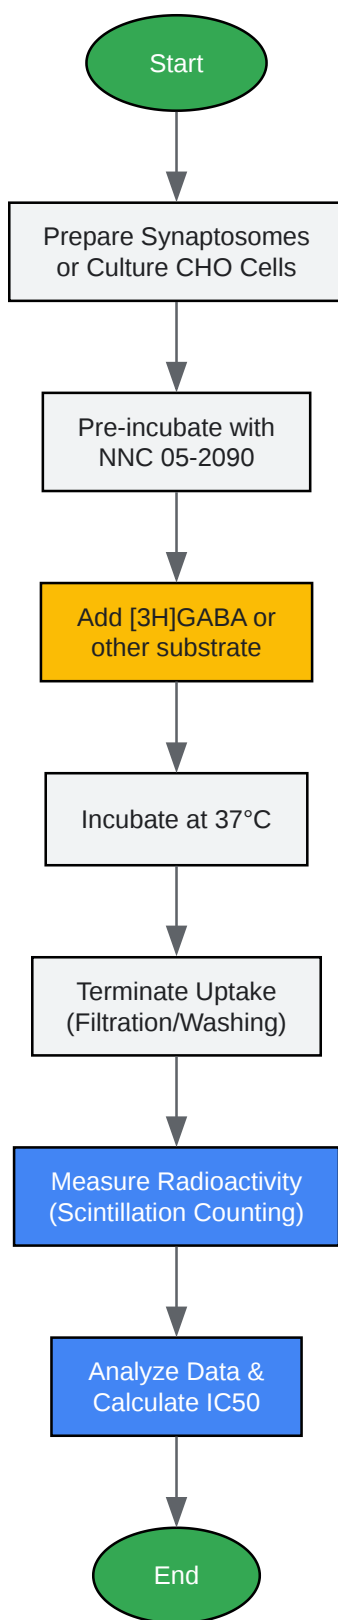 Start
Prepare Synaptosomes
or Culture CHO Cells
Pre-incubate with
NNC 05-2090
Add [3H]GABA or
other substrate
Incubate at 37°C
Terminate Uptake
(Filtration/Washing)
Measure Radioactivity
(Scintillation Counting)
Analyze Data &
Calculate IC50
End